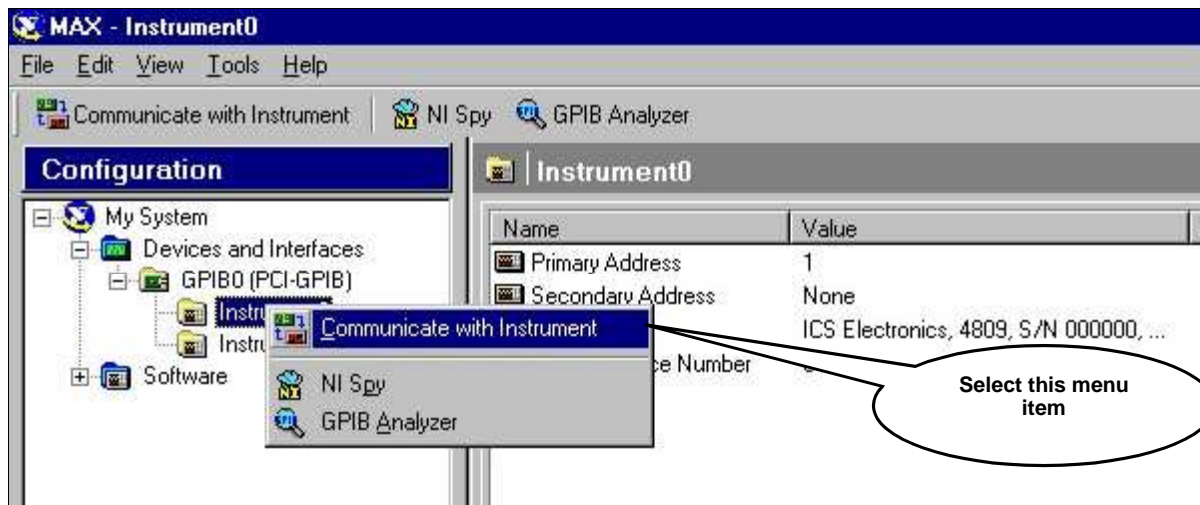 MAX - Instrument0
File Edit View Tools Help
Communicate with Instrument NI Spy GPIB Analyzer
Configuration
Instrument0
My System
Devices and Interfaces
GPIB0 (PCI-GPIB)
Software
Name Value
Primary Address 1
Secondary Address None
ICS Electronics, 4809, S/N 000000, ...
Number
Communicate with Instrument
NI Spy
GPIB Analyzer
Select this menu
item